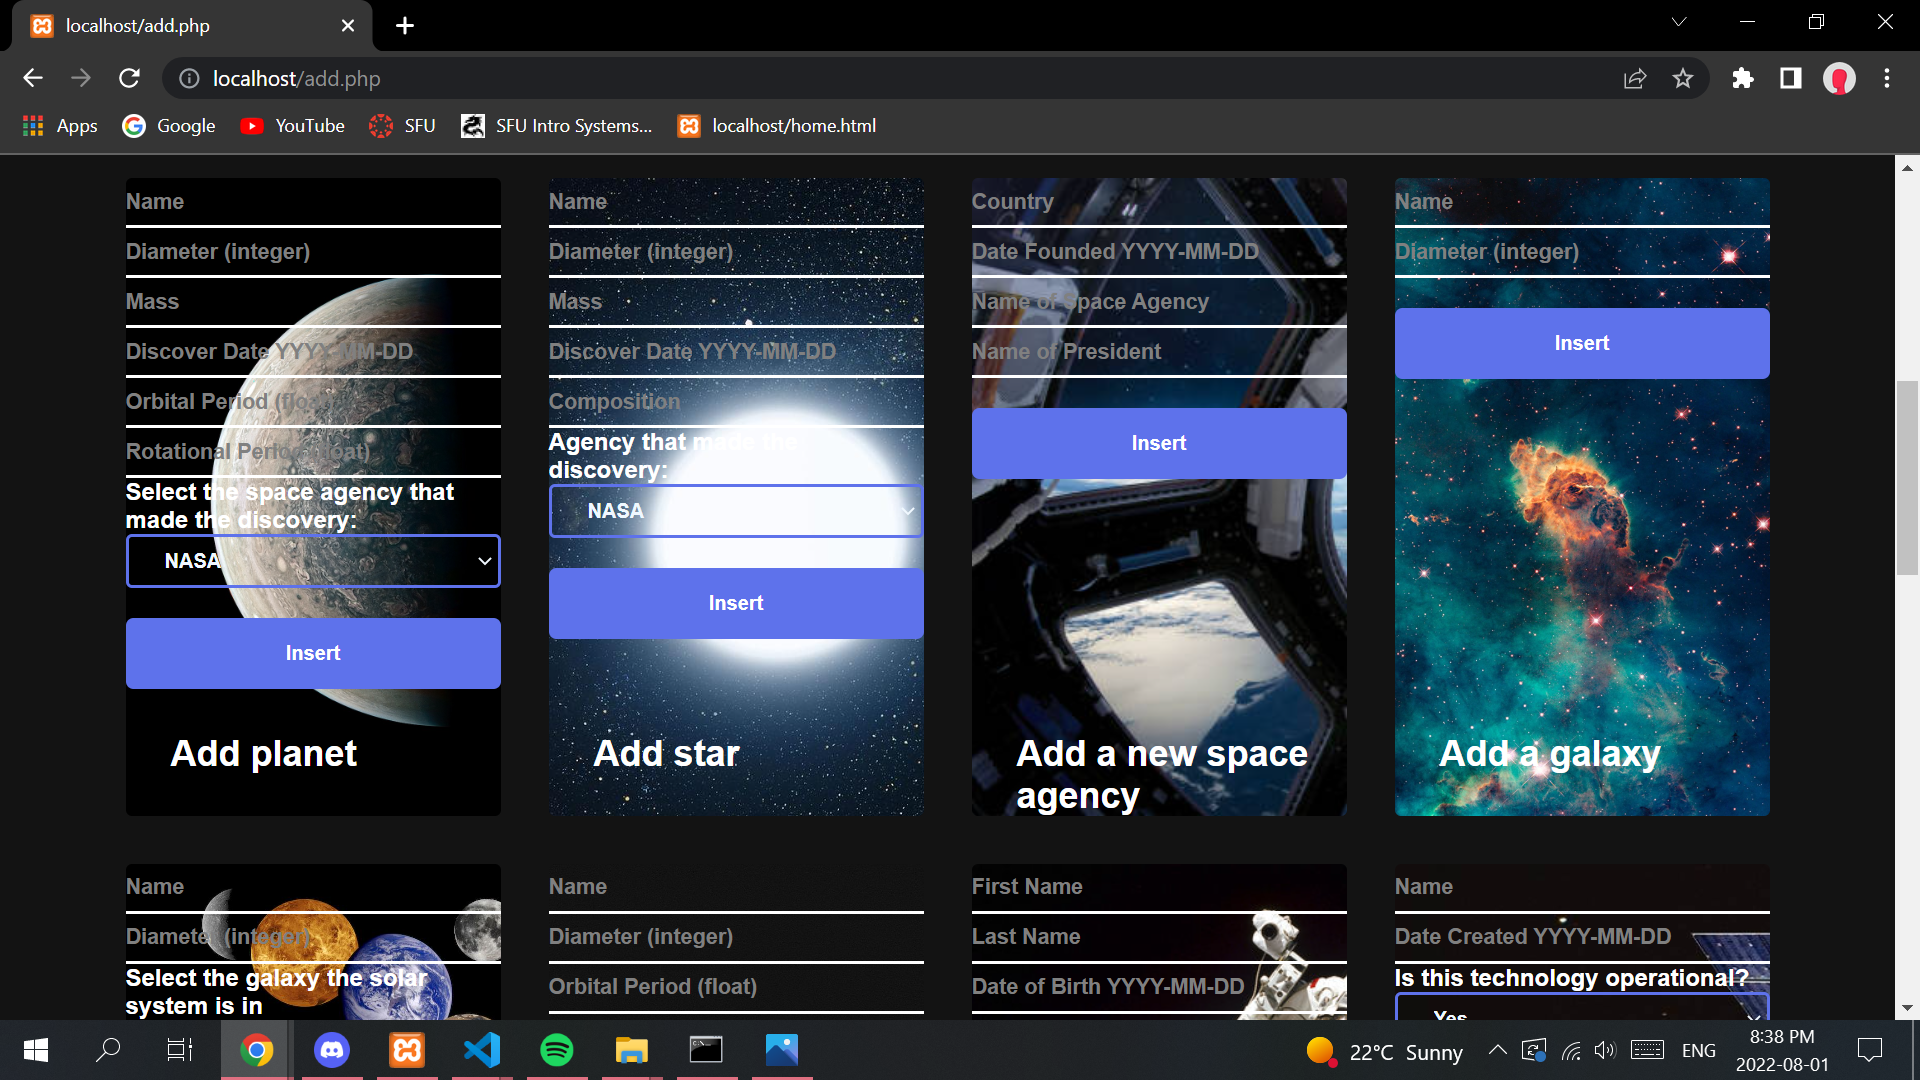 localhost/add.php
localhost/add.php
Apps
Google
YouTube
SFU
SFU Intro Systems...
localhost/home.html
Name
Diameter (integer)
Mass
Discover Date YYYY-MM-DD
Orbital Period (float)
Rotational Period (float)
Select the space agency that
made the discovery:
NASA
Insert
Add planet
Name
Diameter (integer)
Mass
Discover Date YYYY-MM-DD
Composition
Agency that made the
discovery:
NASA
Insert
Add star
Country
Date Founded YYYY-MM-DD
Name of Space Agency
Name of President
Insert
Add a new space
agency
Name
Diameter (integer)
Insert
Add a galaxy
Name
Diameter (integer)
Select the galaxy the solar
system is in
Name
Diameter (integer)
Orbital Period (float)
First Name
Last Name
Date of Birth YYYY-MM-DD
Name
Date Created YYYY-MM-DD
Is this technology operational?
Yes
22°C Sunny
ENG
8:38 PM
2022-08-01